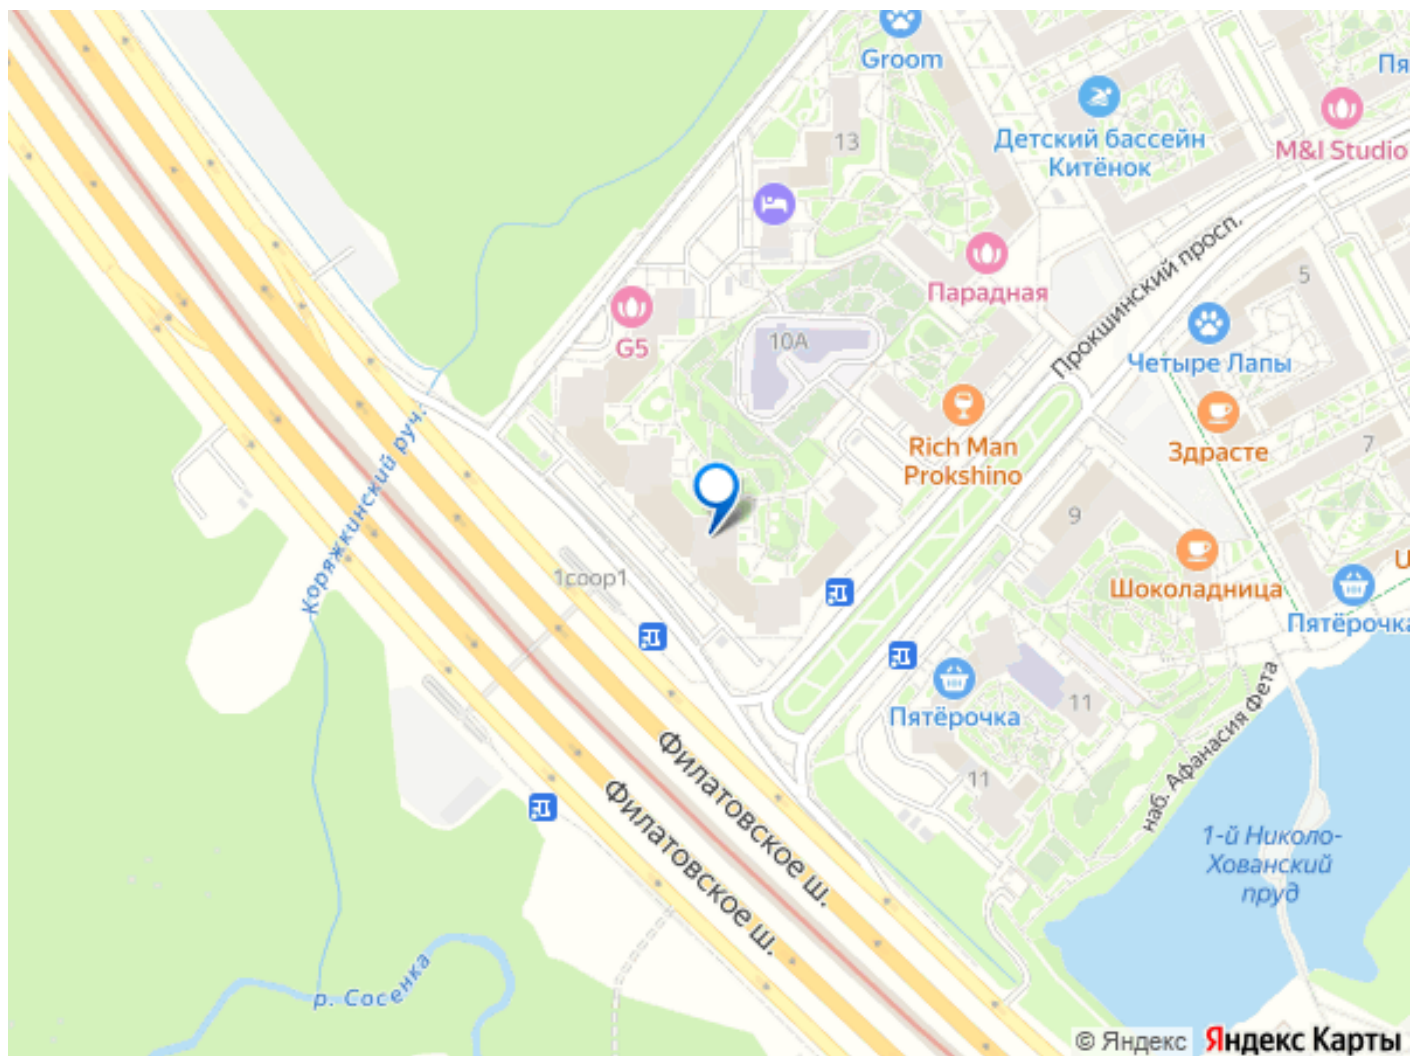 Groom
Пя
13
Детский бассейн
Китёнок
M&I Studio
Прокшинский просп.
Парадная
5
G5
10А
Четыре Лапы
Rich Man
Prokshino
Здрасте
7
Коряжкинский руч.
9
1соор1
Шоколадница
U
Пятёрочка
Пятёрочка
11
11
наб. Афанасия Фета
Филатовское ш.
Филатовское ш.
1-й Николо-
Хованский
пруд
р. Сосенка
© Яндекс Яндекс Карты